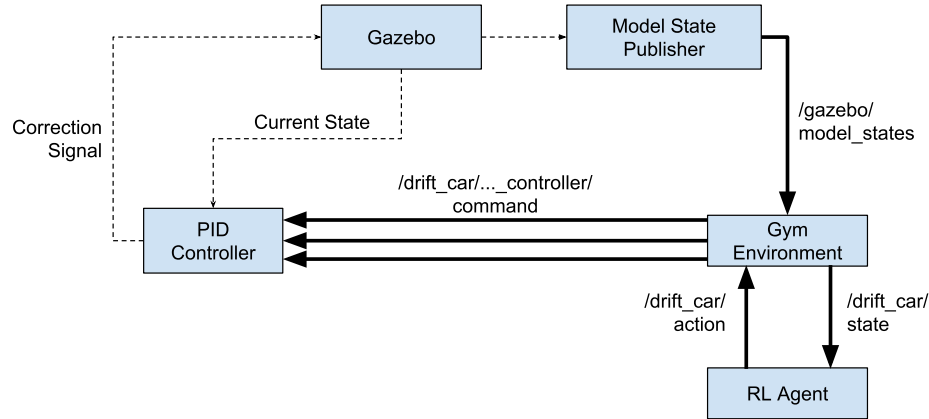 Gazebo
Model State
Publisher
Correction
Signal
Current State
/gazebo/
model_states
/drift_car/..._controller/
command
PID
Controller
Gym
Environment
/drift_car/
action
/drift_car/
state
RL Agent